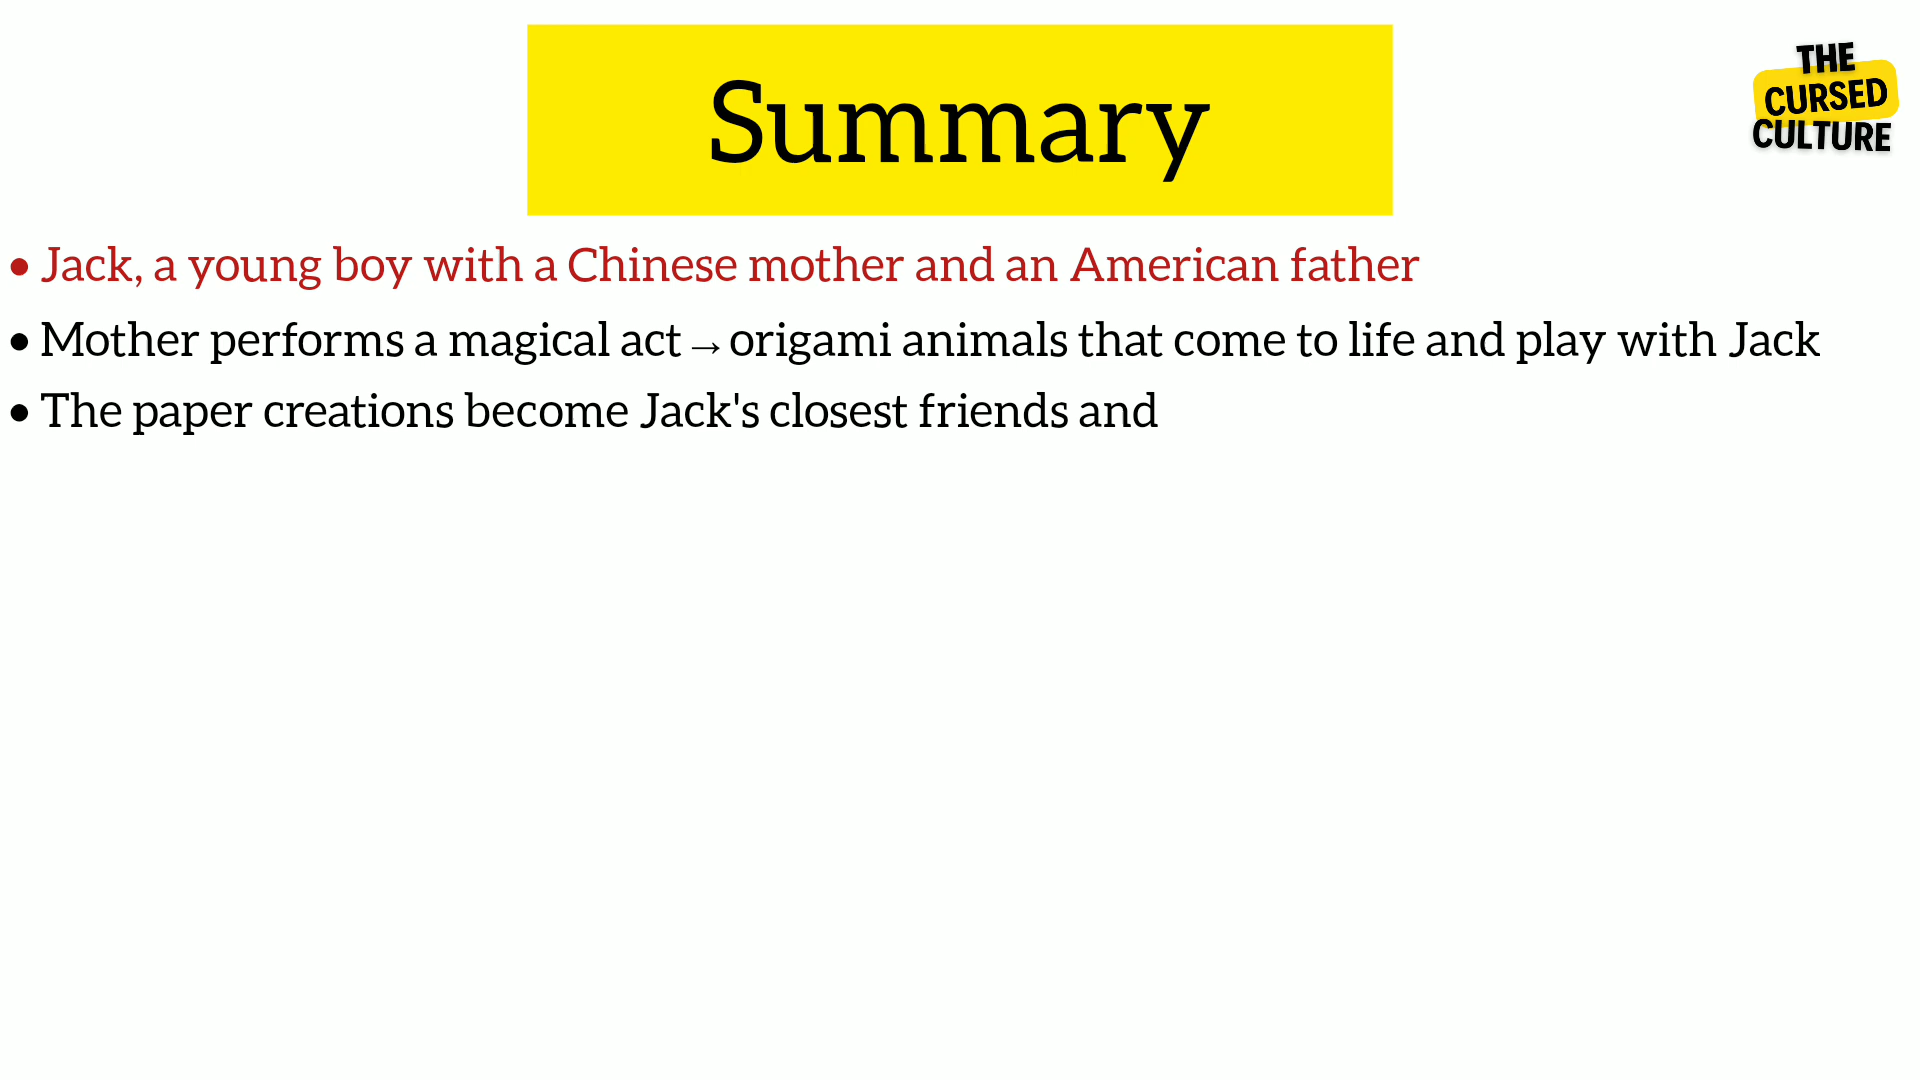 Summary
THE
CURSED
CULTURE
• Jack, a young boy with a Chinese mother and an American father
• Mother performs a magical act → origami animals that come to life and play with Jack
• The paper creations become Jack's closest friends and